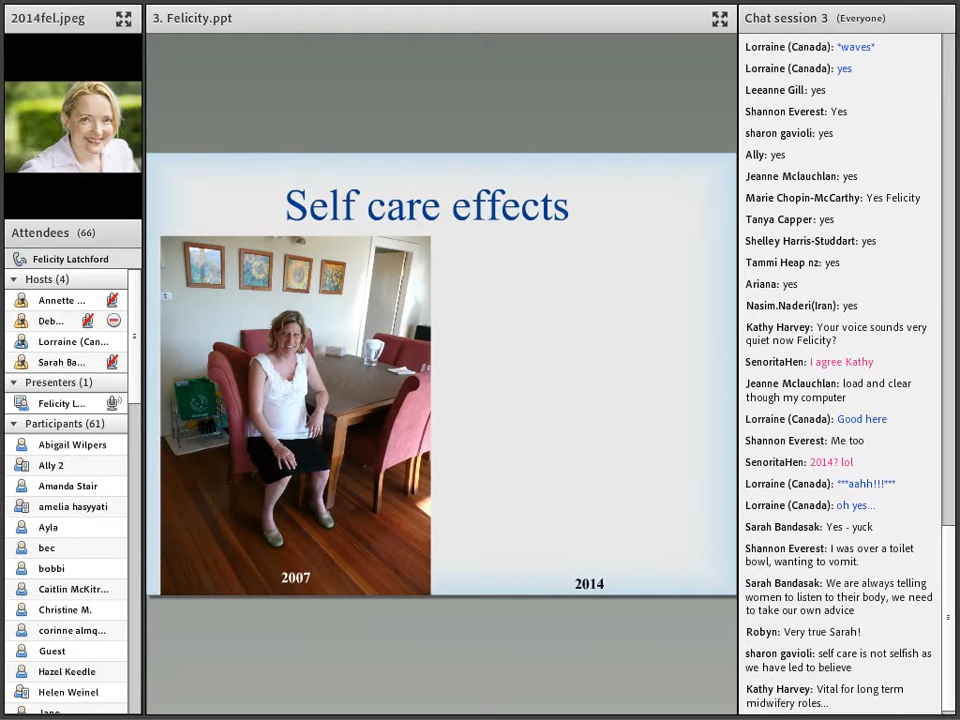 2014fel.jpeg
Attendees (66)
Felicity Latchford
Hosts (4)
Annette ...
Deb...
Lorraine (Can...
Sarah Ba...
Presenters (1)
Felicity L...
Participants (61)
Abigail Wilpers
Ally 2
Amanda Stair
amelia hasyyati
Ayla
bec
bobbi
Caitlin McKitr...
Christine M.
corinne almq...
Guest
Hazel Keedle
Helen Weinel
Jane
3. Felicity.ppt
Self care effects
2007
2014
Chat session 3 (Everyone)
Lorraine (Canada): *waves*
Lorraine (Canada): yes
Leeanne Gill: yes
Shannon Everest: Yes
sharon gavioli: yes
Ally: yes
Jeanne Mclauchlan: yes
Marie Chopin-McCarthy: Yes Felicity
Tanya Capper: yes
Shelley Harris-Studdart: yes
Tammi Heap nz: yes
Ariana: yes
Nasim.Naderi(Iran): yes
Kathy Harvey: Your voice sounds very
quiet now Felicity?
SenoritaHen: I agree Kathy
Jeanne Mclauchlan: load and clear
though my computer
Lorraine (Canada): Good here
Shannon Everest: Me too
SenoritaHen: 2014? lol
Lorraine (Canada): ***aahh!!!***
Lorraine (Canada): oh yes...
Sarah Bandasak: Yes - yuck
Shannon Everest: I was over a toilet
bowl, wanting to vomit.
Sarah Bandasak: We are always telling
women to listen to their body, we need
to take our own advice
Robyn: Very true Sarah!
sharon gavioli: self care is not selfish as
we have led to believe
Kathy Harvey: Vital for long term
midwifery roles...